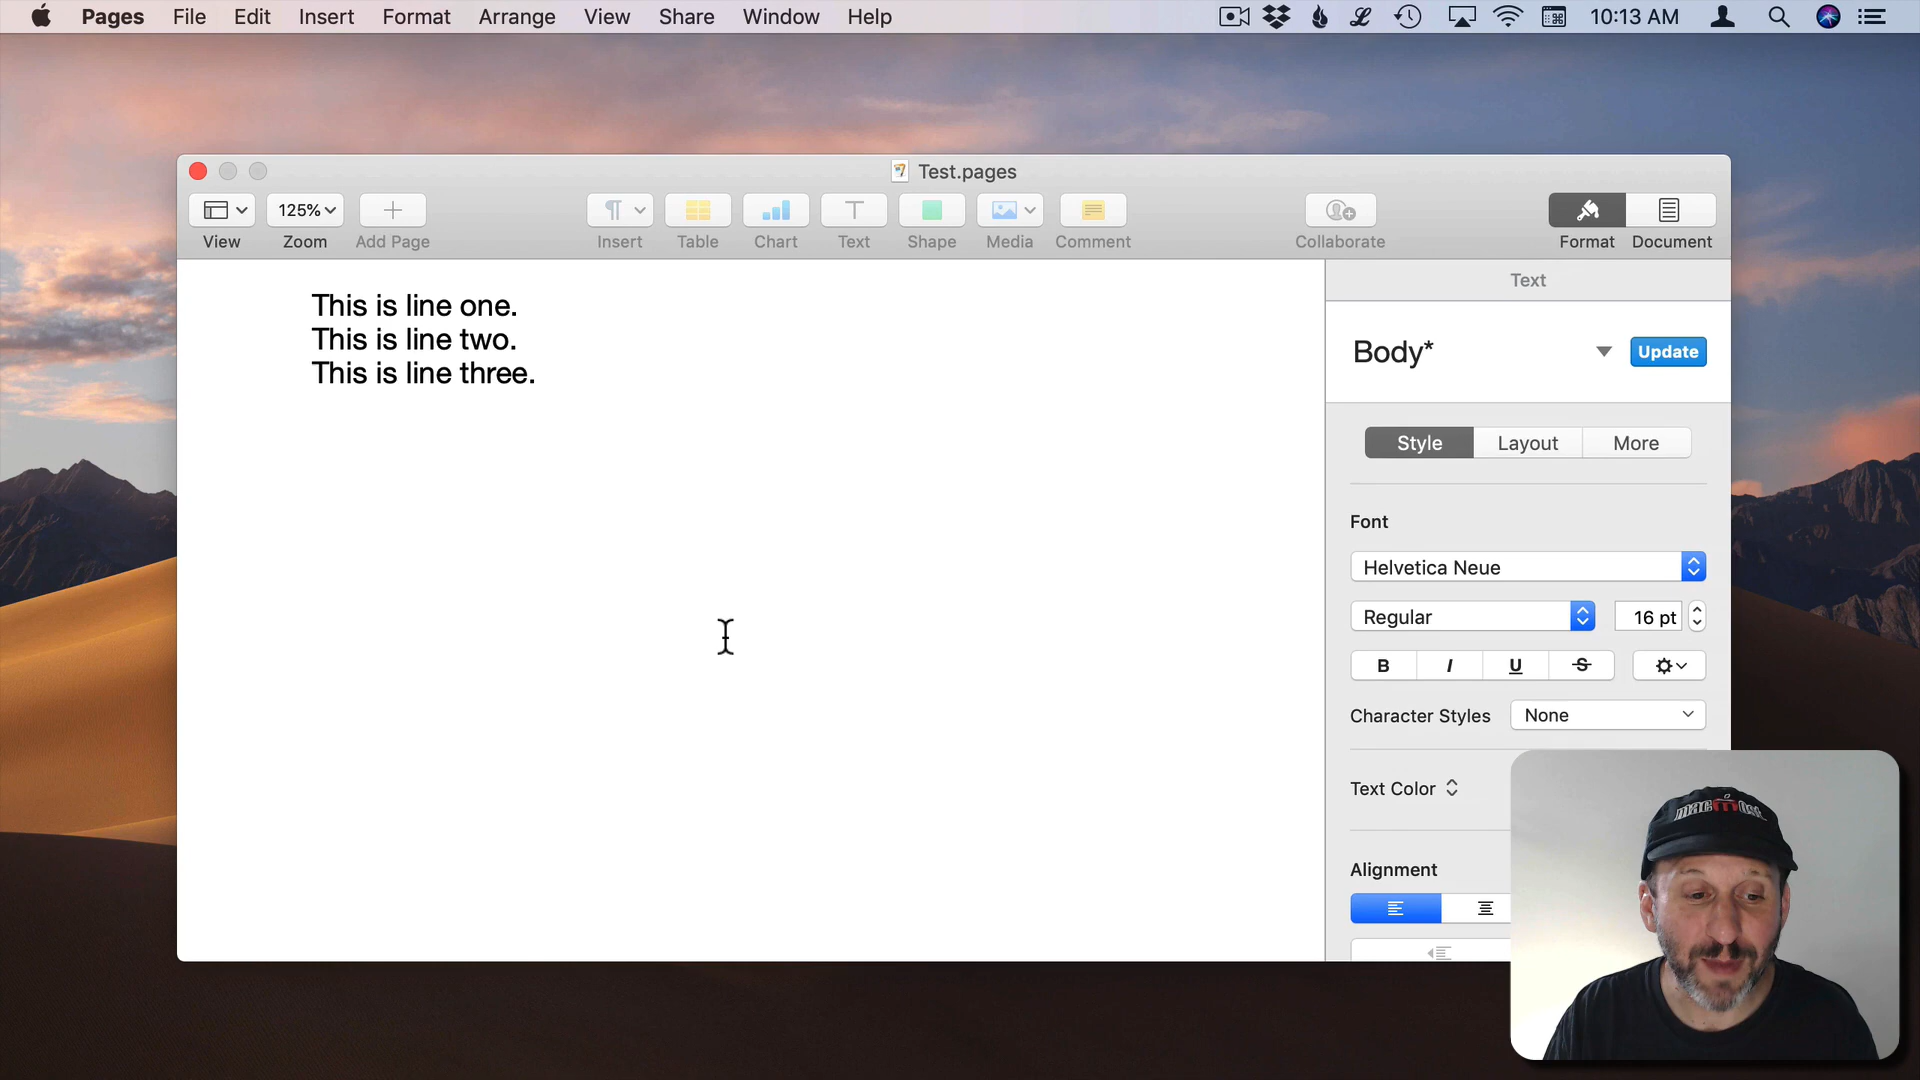 Pages File Edit Insert Format Arrange View Share Window Help 10:13 AM
Test.pages
125%
View Zoom Add Page Insert Table Chart Text Shape Media Comment Collaborate Format Document
Text
This is line one.
This is line two.
This is line three.
Body* Update
Style Layout More
Font
Helvetica Neue
Regular 16 pt
B I U S
Character Styles None
Text Color
Alignment
macmost